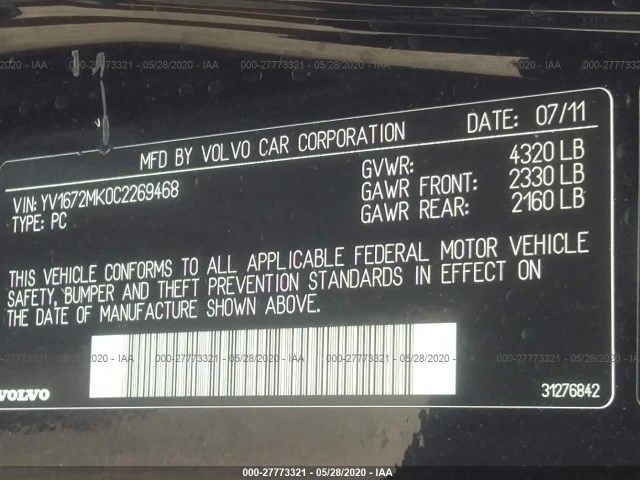 MFD BY VOLVO CAR CORPORATION DATE: 07/11
VIN: YV1672MK0C2269468
TYPE: PC
GVWR: 4320 LB
GAWR FRONT: 2330 LB
GAWR REAR: 2160 LB
THIS VEHICLE CONFORMS TO ALL APPLICABLE FEDERAL MOTOR VEHICLE
SAFETY, BUMPER AND THEFT PREVENTION STANDARDS IN EFFECT ON
THE DATE OF MANUFACTURE SHOWN ABOVE.
VOLVO 31276842
000-27773321 - 05/28/2020 - IAA